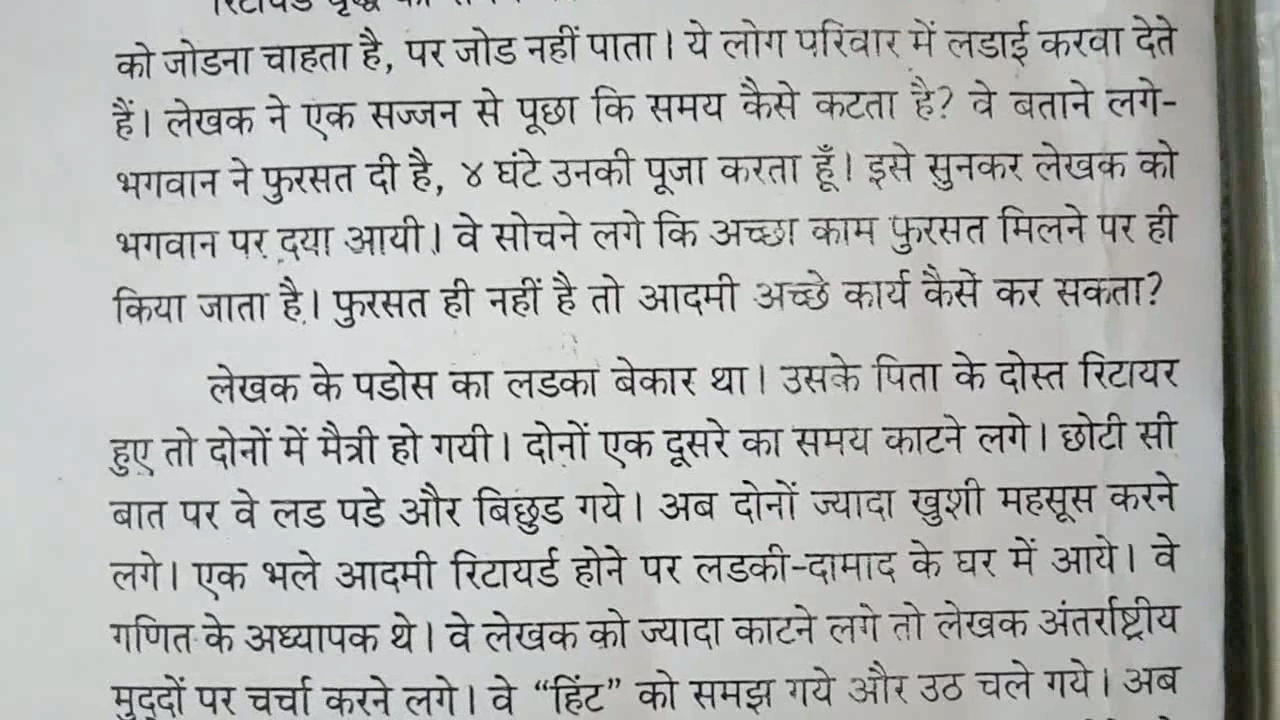 रिटायर्ड वृद्ध
को जोडना चाहता है, पर जोड नहीं पाता। ये लोग परिवार में लडाई करवा देते
हैं। लेखक ने एक सज्जन से पूछा कि समय कैसे कटता है? वे बताने लगे-
भगवान ने फुरसत दी है, ४ घंटे उनकी पूजा करता हूँ। इसे सुनकर लेखक को
भगवान पर दया आयी। वे सोचने लगे कि अच्छा काम फुरसत मिलने पर ही
किया जाता है। फुरसत ही नहीं है तो आदमी अच्छे कार्य कैसे कर सकता?
लेखक के पडोस का लडका बेकार था। उसके पिता के दोस्त रिटायर
हुए तो दोनों में मैत्री हो गयी। दोनों एक दूसरे का समय काटने लगे। छोटी सी
बात पर वे लड पडे और बिछुड गये। अब दोनों ज्यादा खुशी महसूस करने
लगे। एक भले आदमी रिटायर्ड होने पर लडकी-दामाद के घर में आये। वे
गणित के अध्यापक थे। वे लेखक को ज्यादा काटने लगे तो लेखक अंतर्राष्ट्रीय
मुद्दों पर चर्चा करने लगे। वे “हिंट” को समझ गये और उठ चले गये। अब